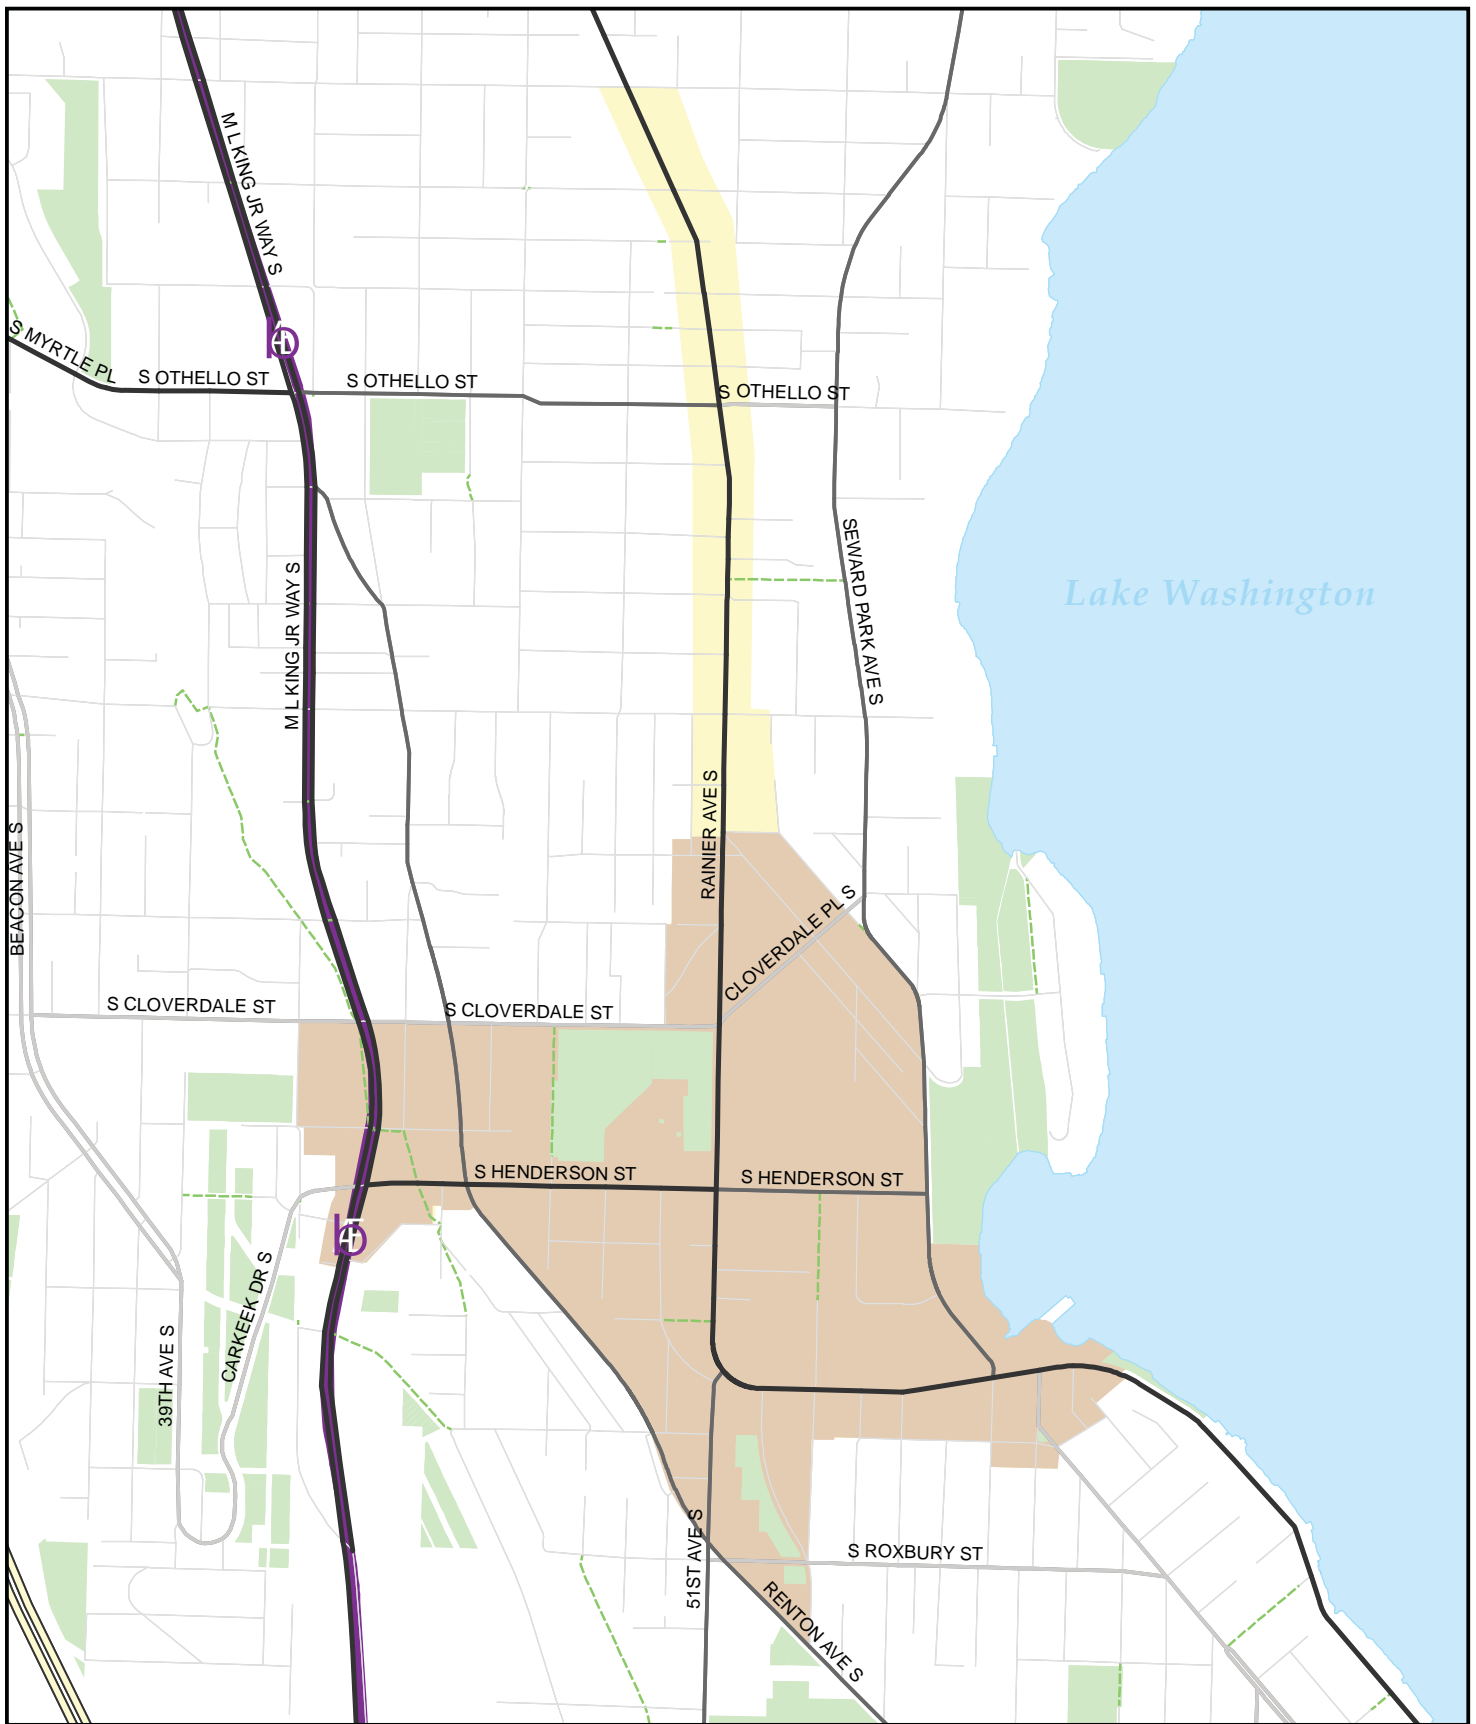 M L KING JR WAY S
S MYRTLE PL
S OTHELLO ST
S OTHELLO ST
S OTHELLO ST
SEWARD PARK AVE S
Lake Washington
M L KING JR WAY S
RAINIER AVE S
BEACON AVE S
CLOVERDALE PL S
S CLOVERDALE ST
S CLOVERDALE ST
S HENDERSON ST
S HENDERSON ST
CARKEEK DR S
39TH AVE S
51ST AVE S
S ROXBURY ST
RENTON AVE S